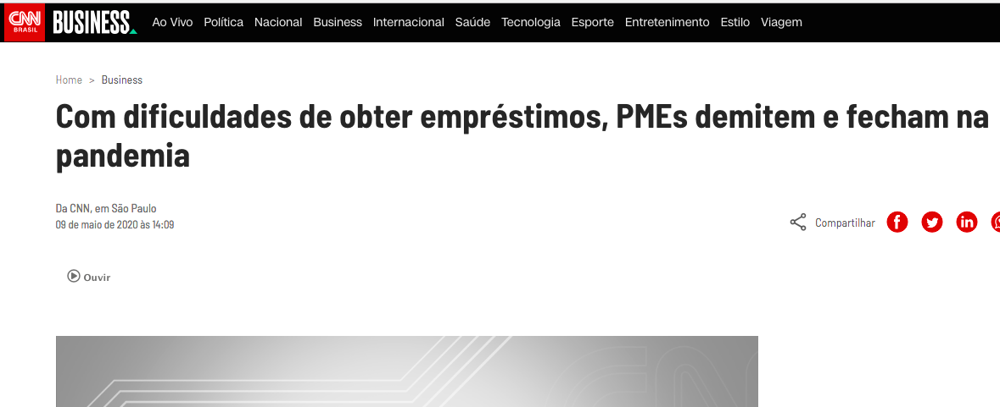 CNN BRASIL BUSINESS Ao Vivo Política Nacional Business Internacional Saúde Tecnologia Esporte Entretenimento Estilo Viagem
Home > Business
Com dificuldades de obter empréstimos, PMEs demitem e fecham na
pandemia
Da CNN, em São Paulo
09 de maio de 2020 às 14:09
Compartilhar
Ouvir